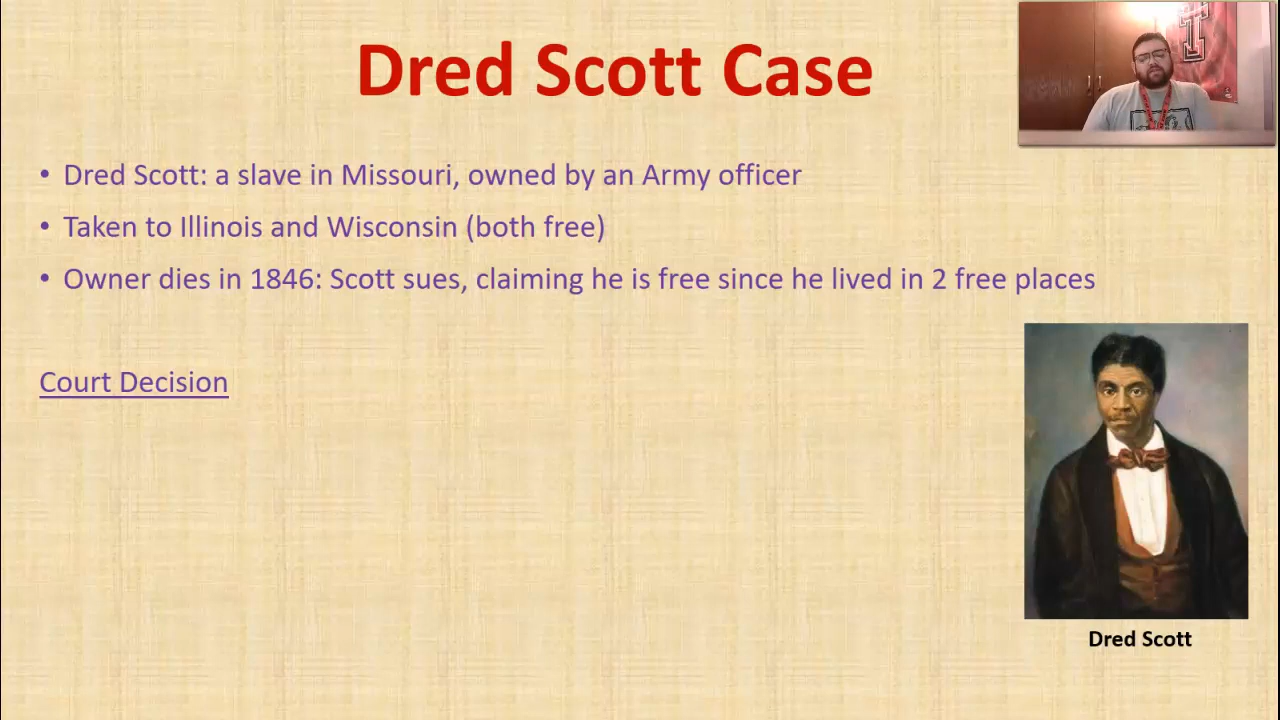 Dred Scott Case
• Dred Scott: a slave in Missouri, owned by an Army officer
• Taken to Illinois and Wisconsin (both free)
• Owner dies in 1846: Scott sues, claiming he is free since he lived in 2 free places
Court Decision
Dred Scott